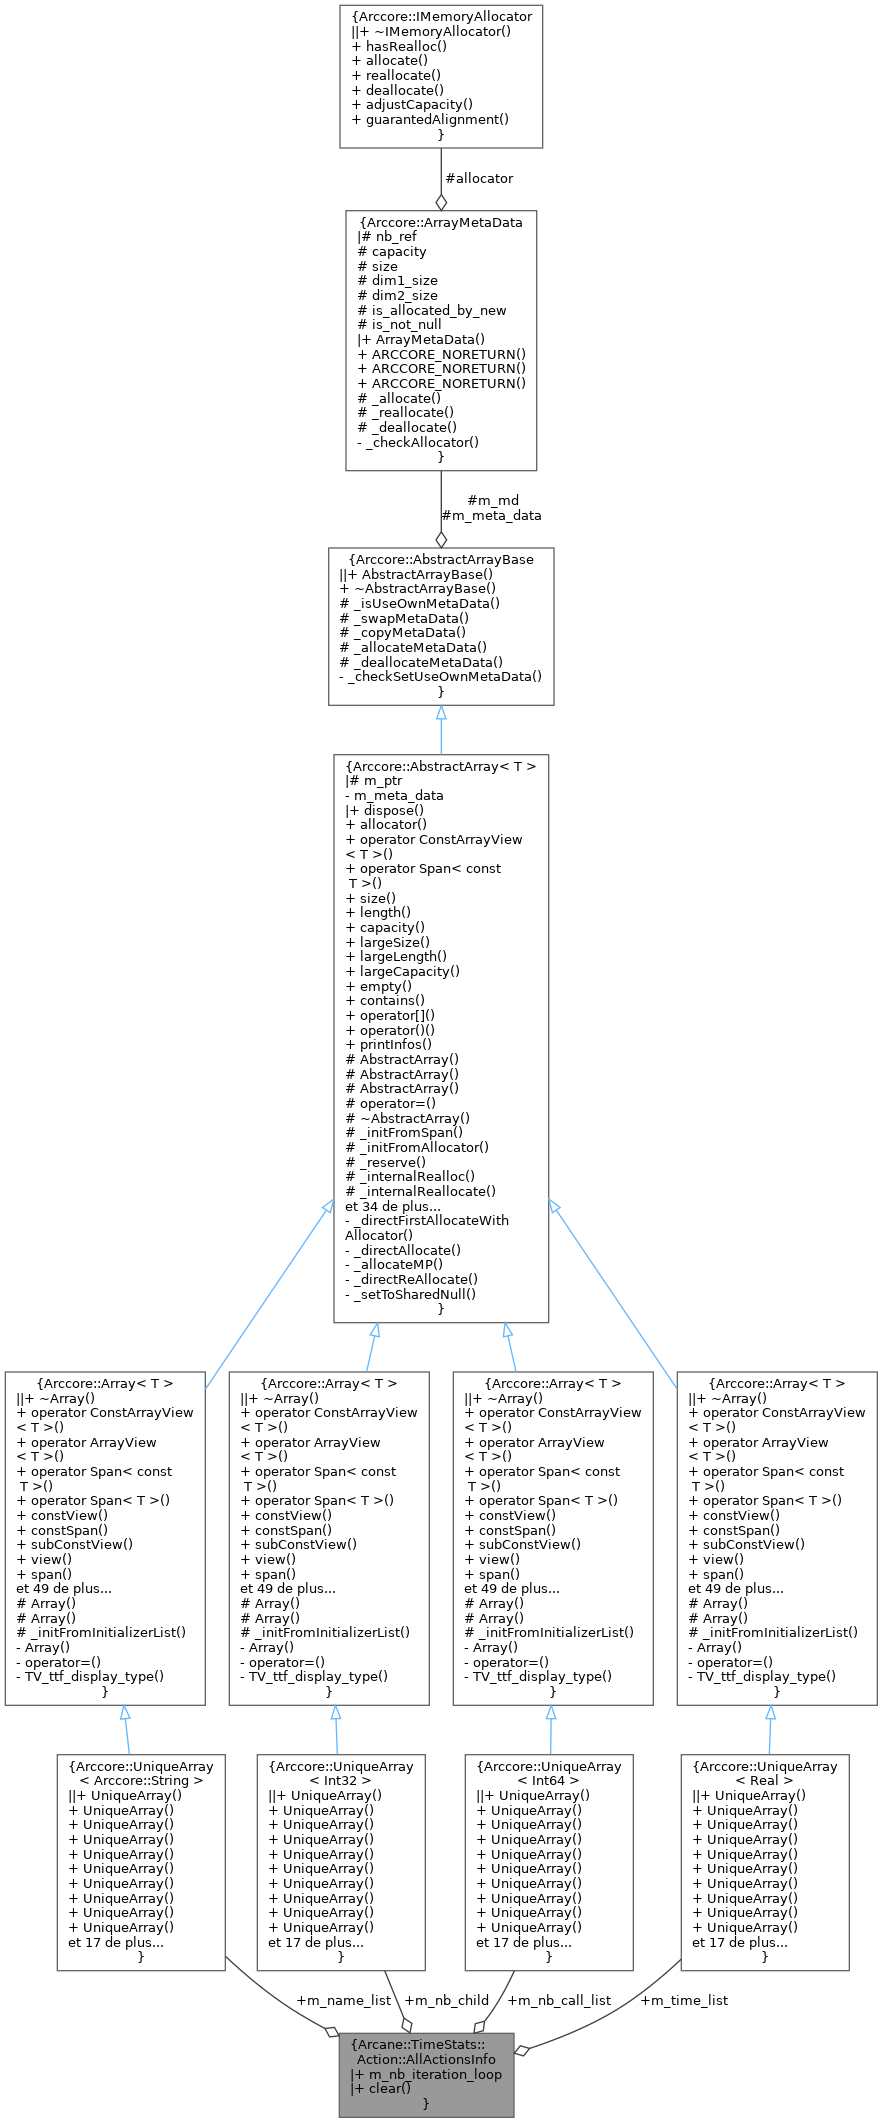 {Arccore::IMemoryAllocator
||+ ~IMemoryAllocator()
+ hasRealloc()
+ allocate()
+ reallocate()
+ deallocate()
+ adjustCapacity()
+ guarantedAlignment()
}
#allocator
{Arccore::ArrayMetaData
|# nb_ref
# capacity
# size
# dim1_size
# dim2_size
# is_allocated_by_new
# is_not_null
|+ ArrayMetaData()
+ ARCCORE_NORETURN()
+ ARCCORE_NORETURN()
+ ARCCORE_NORETURN()
# _allocate()
# _reallocate()
# _deallocate()
- _checkAllocator()
}
#m_md
#m_meta_data
{Arccore::AbstractArrayBase
||+ AbstractArrayBase()
+ ~AbstractArrayBase()
# _isUseOwnMetaData()
# _swapMetaData()
# _copyMetaData()
# _allocateMetaData()
# _deallocateMetaData()
- _checkSetUseOwnMetaData()
}
{Arccore::AbstractArray< T >
|# m_ptr
- m_meta_data
|+ dispose()
+ allocator()
+ operator ConstArrayView
< T >()
+ operator Span< const
T >()
+ size()
+ length()
+ capacity()
+ largeSize()
+ largeLength()
+ largeCapacity()
+ empty()
+ contains()
+ operator[]()
+ operator()()
+ printInfos()
# AbstractArray()
# AbstractArray()
# AbstractArray()
# operator=()
# ~AbstractArray()
# _initFromSpan()
# _initFromAllocator()
# _reserve()
# _internalRealloc()
# _internalReallocate()
et 34 de plus...
- _directFirstAllocateWith
Allocator()
- _directAllocate()
- _allocateMP()
- _directReAllocate()
- _setToSharedNull()
}
{Arccore::Array< T >
||+ ~Array()
+ operator ConstArrayView
< T >()
+ operator ArrayView
< T >()
+ operator Span< const
T >()
+ operator Span< T >()
+ constView()
+ constSpan()
+ subConstView()
+ view()
+ span()
et 49 de plus...
# Array()
# Array()
# _initFromInitializerList()
- Array()
- operator=()
- TV_ttf_display_type()
}
{Arccore::Array< T >
||+ ~Array()
+ operator ConstArrayView
< T >()
+ operator ArrayView
< T >()
+ operator Span< const
T >()
+ operator Span< T >()
+ constView()
+ constSpan()
+ subConstView()
+ view()
+ span()
et 49 de plus...
# Array()
# Array()
# _initFromInitializerList()
- Array()
- operator=()
- TV_ttf_display_type()
}
{Arccore::Array< T >
||+ ~Array()
+ operator ConstArrayView
< T >()
+ operator ArrayView
< T >()
+ operator Span< const
T >()
+ operator Span< T >()
+ constView()
+ constSpan()
+ subConstView()
+ view()
+ span()
et 49 de plus...
# Array()
# Array()
# _initFromInitializerList()
- Array()
- operator=()
- TV_ttf_display_type()
}
{Arccore::Array< T >
||+ ~Array()
+ operator ConstArrayView
< T >()
+ operator ArrayView
< T >()
+ operator Span< const
T >()
+ operator Span< T >()
+ constView()
+ constSpan()
+ subConstView()
+ view()
+ span()
et 49 de plus...
# Array()
# Array()
# _initFromInitializerList()
- Array()
- operator=()
- TV_ttf_display_type()
}
{Arccore::UniqueArray
< Arccore::String >
||+ UniqueArray()
+ UniqueArray()
+ UniqueArray()
+ UniqueArray()
+ UniqueArray()
+ UniqueArray()
+ UniqueArray()
+ UniqueArray()
+ UniqueArray()
+ UniqueArray()
et 17 de plus...
}
{Arccore::UniqueArray
< Int32 >
||+ UniqueArray()
+ UniqueArray()
+ UniqueArray()
+ UniqueArray()
+ UniqueArray()
+ UniqueArray()
+ UniqueArray()
+ UniqueArray()
+ UniqueArray()
+ UniqueArray()
et 17 de plus...
}
{Arccore::UniqueArray
< Int64 >
||+ UniqueArray()
+ UniqueArray()
+ UniqueArray()
+ UniqueArray()
+ UniqueArray()
+ UniqueArray()
+ UniqueArray()
+ UniqueArray()
+ UniqueArray()
+ UniqueArray()
et 17 de plus...
}
{Arccore::UniqueArray
< Real >
||+ UniqueArray()
+ UniqueArray()
+ UniqueArray()
+ UniqueArray()
+ UniqueArray()
+ UniqueArray()
+ UniqueArray()
+ UniqueArray()
+ UniqueArray()
+ UniqueArray()
et 17 de plus...
}
+m_name_list
+m_nb_child
+m_nb_call_list
+m_time_list
{Arcane::TimeStats::
Action::AllActionsInfo
|+ m_nb_iteration_loop
|+ clear()
}